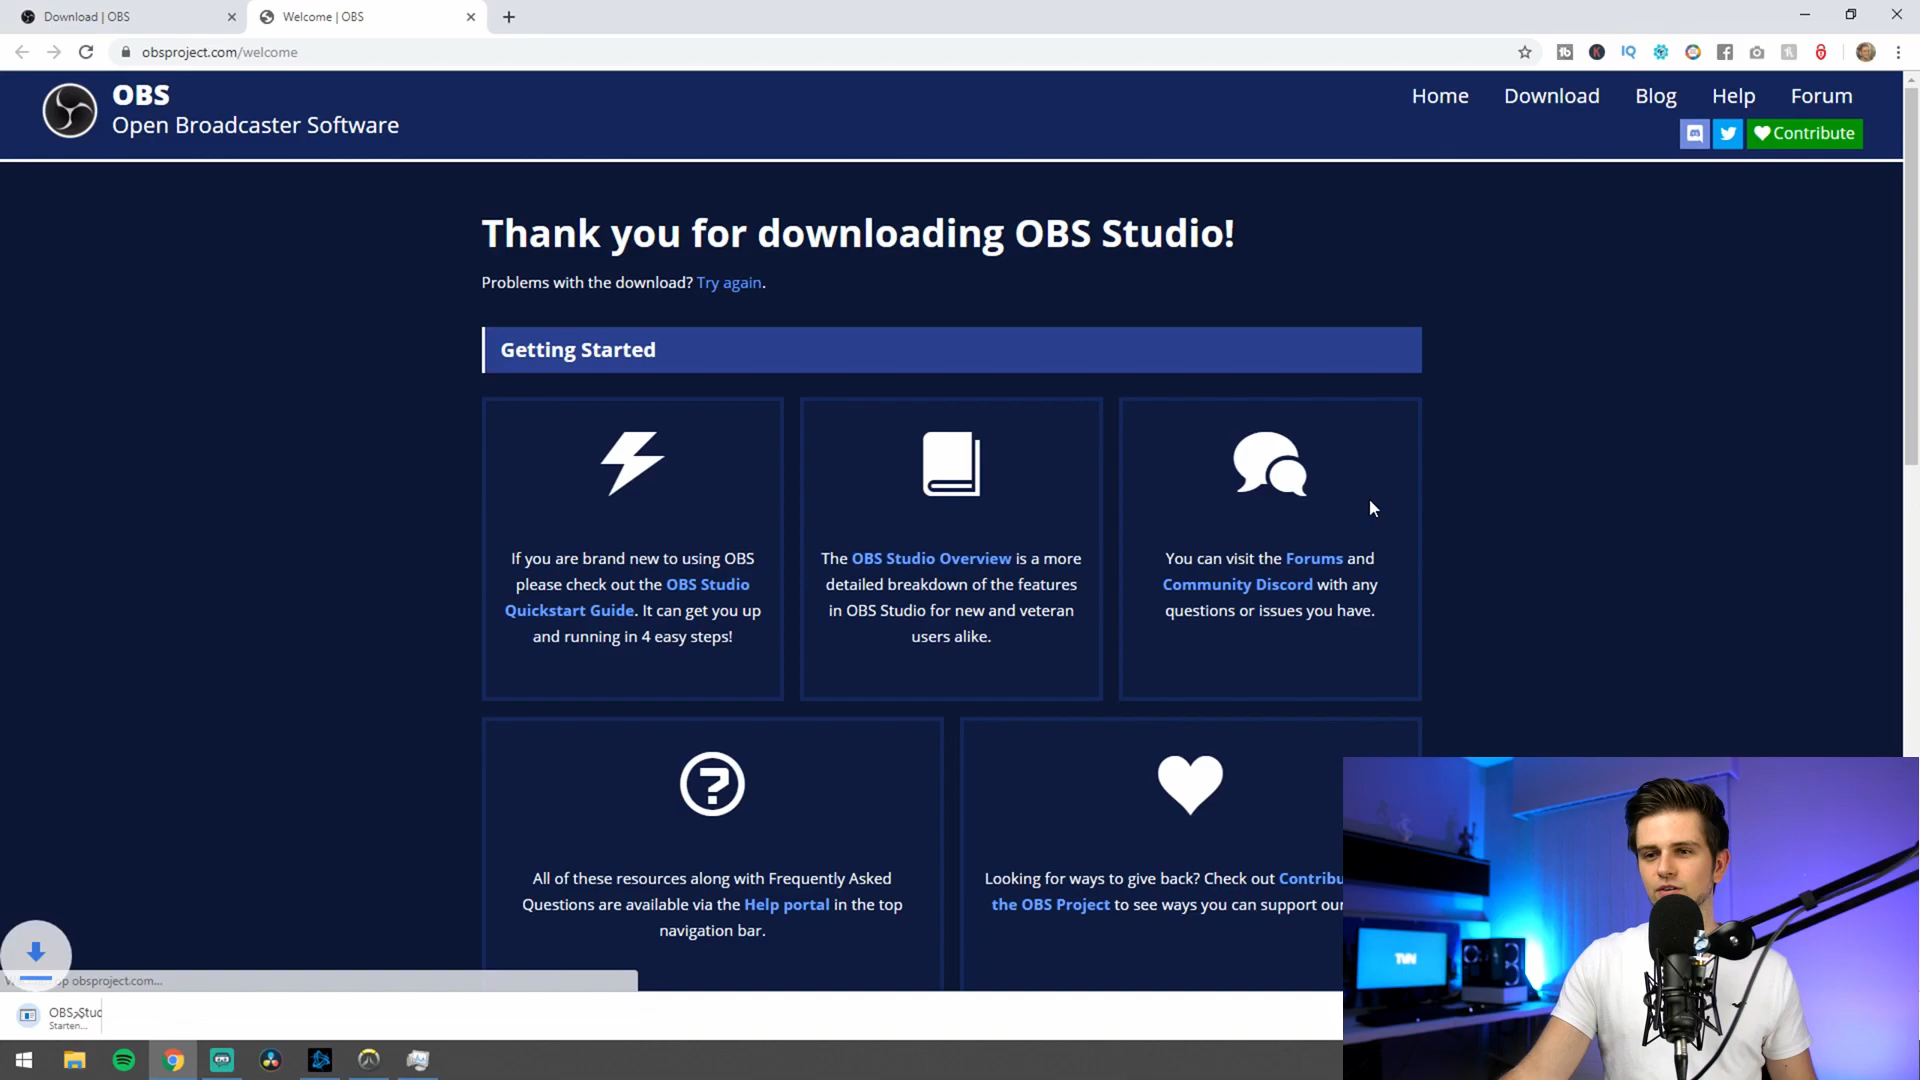 Download | OBS
Welcome | OBS
obsproject.com/welcome
OBS
Open Broadcaster Software
Home
Download
Blog
Help
Forum
Contribute
Thank you for downloading OBS Studio!
Problems with the download? Try again.
Getting Started
If you are brand new to using OBS
please check out the OBS Studio
Quickstart Guide. It can get you up
and running in 4 easy steps!
The OBS Studio Overview is a more
detailed breakdown of the features
in OBS Studio for new and veteran
users alike.
You can visit the Forums and
Community Discord with any
questions or issues you have.
All of these resources along with Frequently Asked
Questions are available via the Help portal in the top
navigation bar.
Looking for ways to give back? Check out Contribu
the OBS Project to see ways you can support our
obsproject.com...
Starten...
TVN
IQ